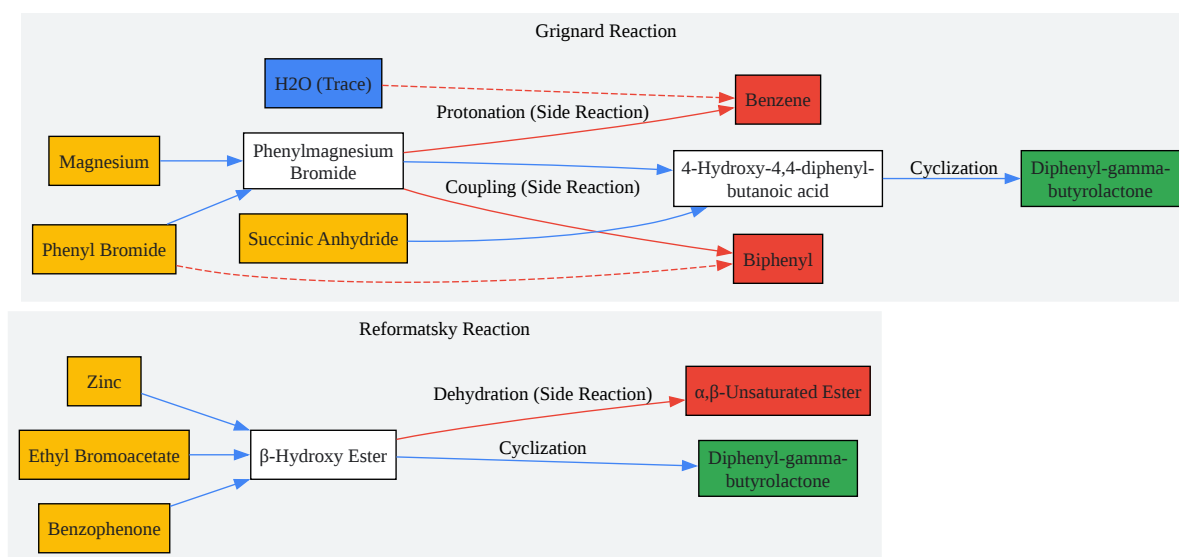 Grignard Reaction
H2O (Trace)
Benzene
Protonation (Side Reaction)
Magnesium
Phenylmagnesium
Bromide
4-Hydroxy-4,4-diphenyl-
butanoic acid
Cyclization
Diphenyl-gamma-
butyrolactone
Coupling (Side Reaction)
Phenyl Bromide
Succinic Anhydride
Biphenyl
Reformatsky Reaction
Zinc
Dehydration (Side Reaction)
α,β-Unsaturated Ester
Ethyl Bromoacetate
β-Hydroxy Ester
Cyclization
Diphenyl-gamma-
butyrolactone
Benzophenone